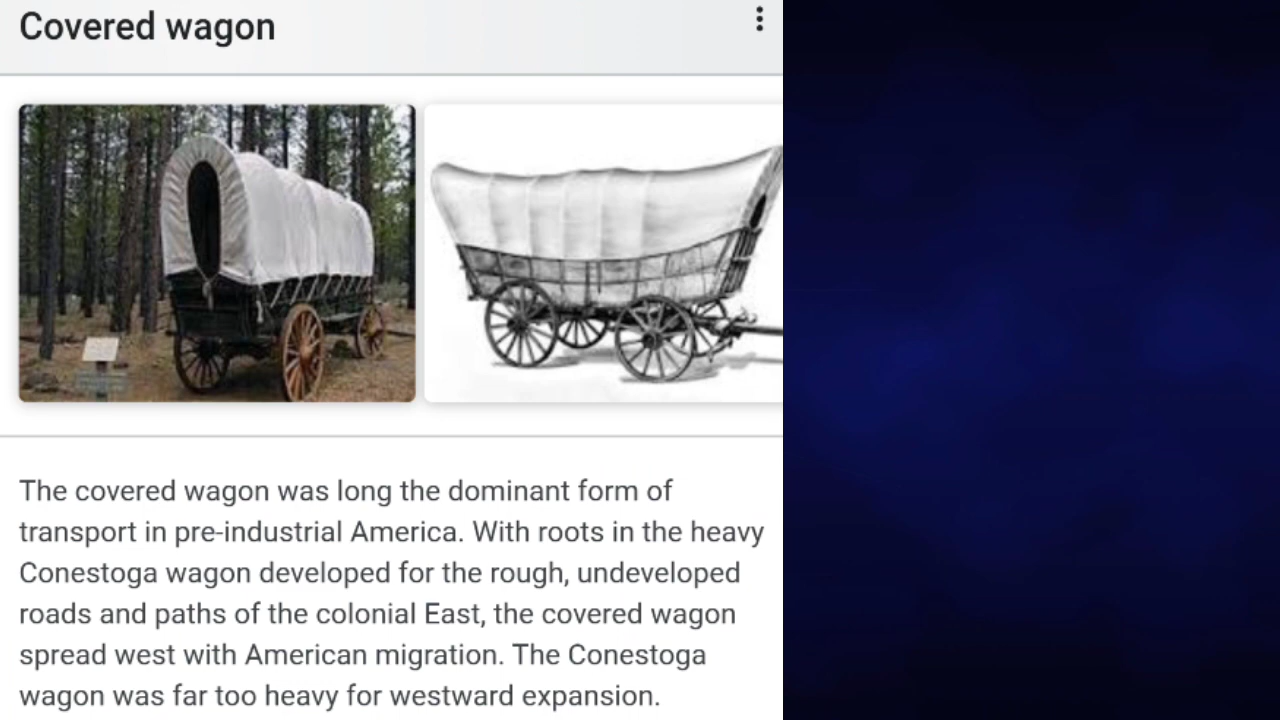 Covered wagon
The covered wagon was long the dominant form of
transport in pre-industrial America. With roots in the heavy
Conestoga wagon developed for the rough, undeveloped
roads and paths of the colonial East, the covered wagon
spread west with American migration. The Conestoga
wagon was far too heavy for westward expansion.